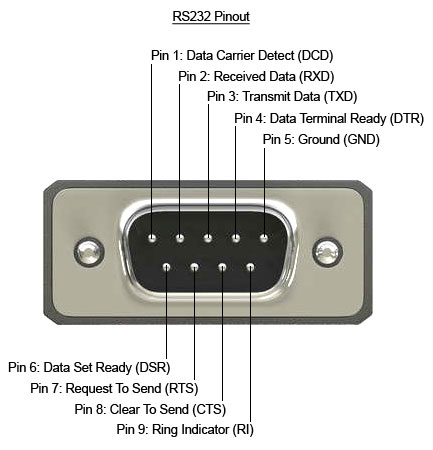 RS232 Pinout
Pin 1: Data Carrier Detect (DCD)
Pin 2: Received Data (RXD)
Pin 3: Transmit Data (TXD)
Pin 4: Data Terminal Ready (DTR)
Pin 5: Ground (GND)
Pin 6: Data Set Ready (DSR)
Pin 7: Request To Send (RTS)
Pin 8: Clear To Send (CTS)
Pin 9: Ring Indicator (RI)